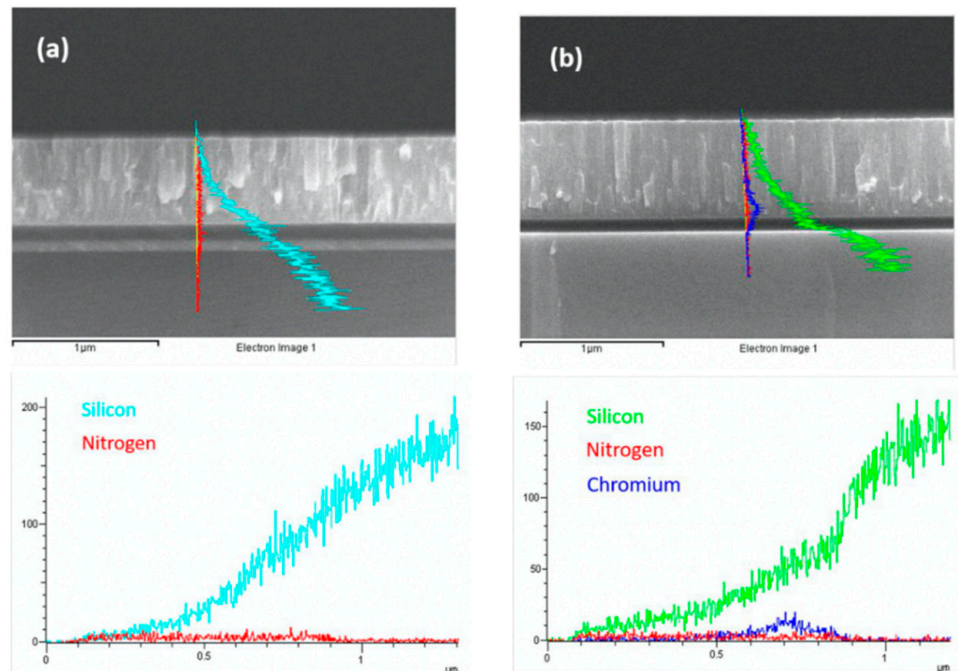 (a)
(b)
1µm
Electron Image 1
1µm
Electron Image 1
200
100
0
Silicon
Nitrogen
0
0.5
1
µm
150
100
50
0
Silicon
Nitrogen
Chromium
0
0.5
1
µm